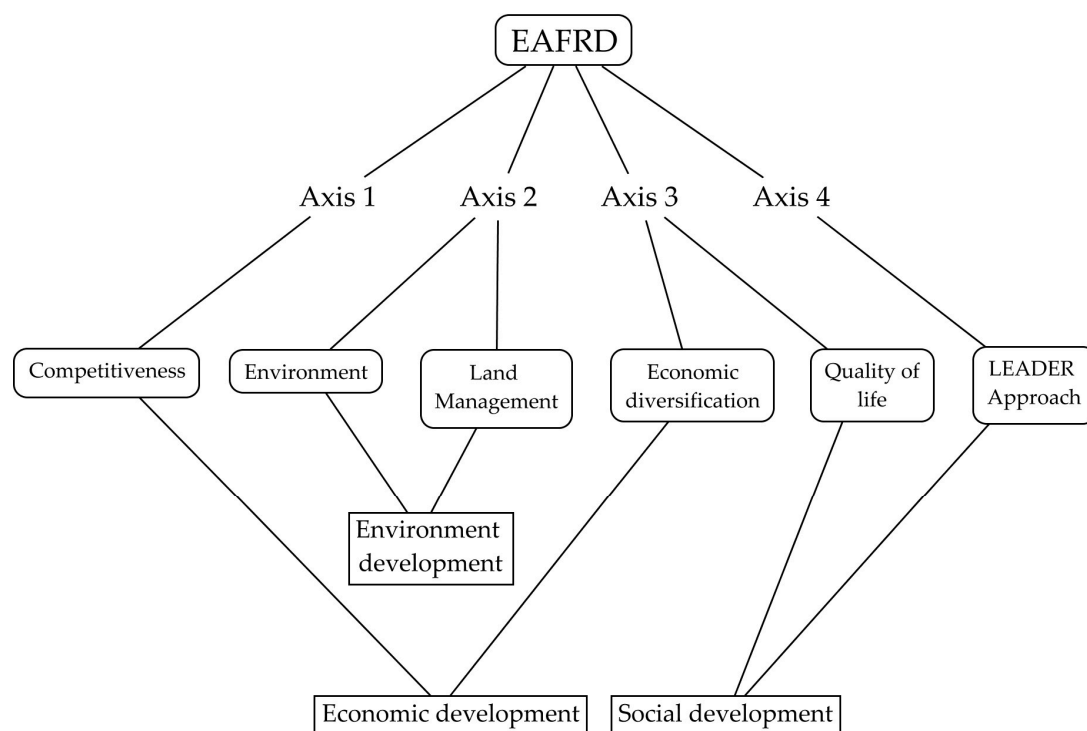 EAFRD
Axis 1
Axis 2
Axis 3
Axis 4
Competitiveness
Environment
Land
Management
Economic
diversification
Quality of
life
LEADER
Approach
Environment
development
Economic development
Social development